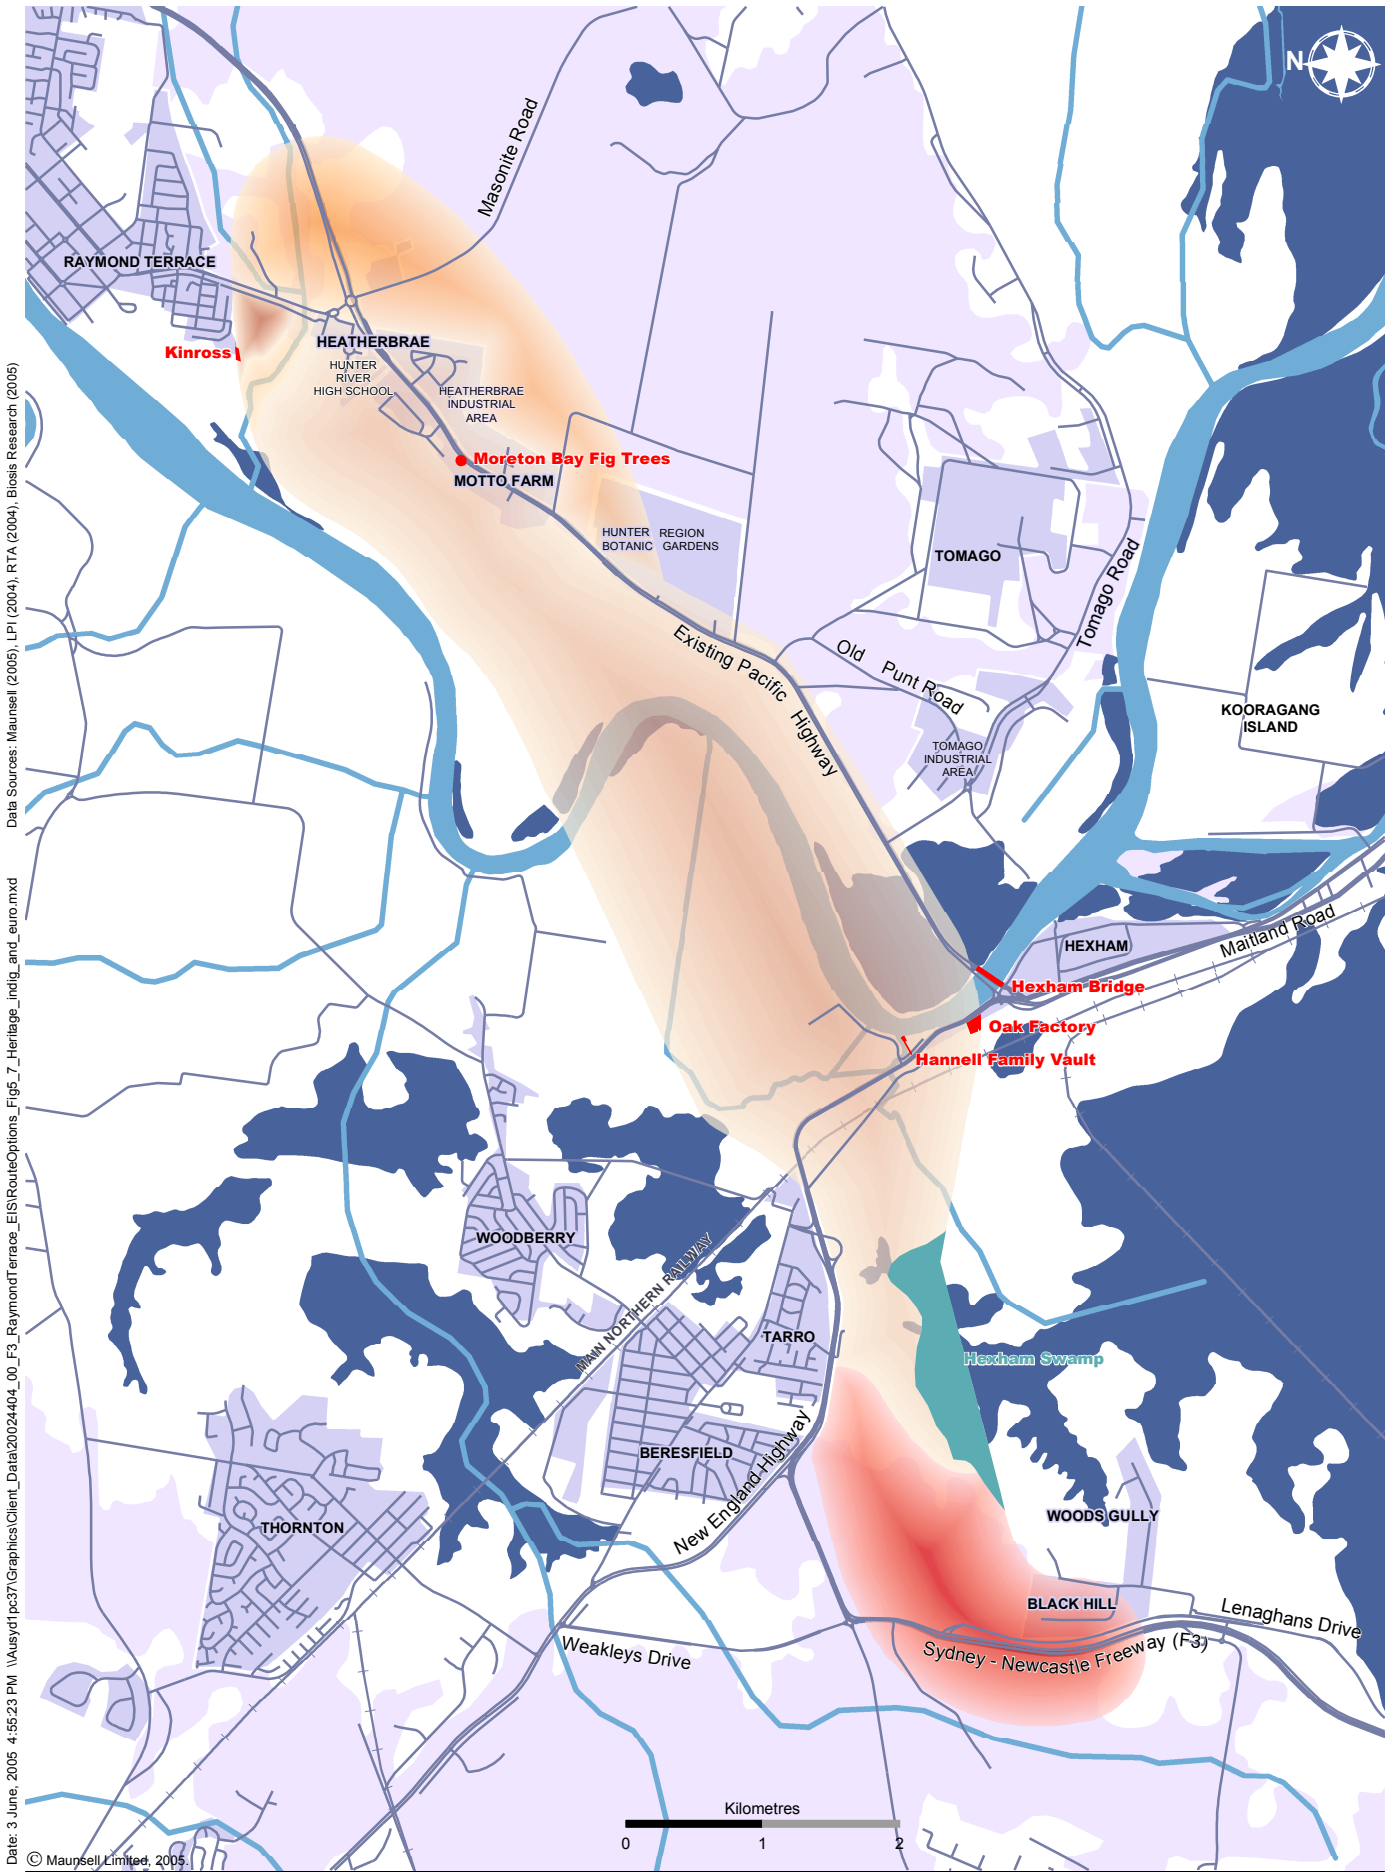 N
Masonite Road
RAYMOND TERRACE
Kinross
HEATHERBRAE
HUNTER
RIVER
HIGH SCHOOL
HEATHERBRAE
INDUSTRIAL
AREA
Moreton Bay Fig Trees
MOTTO FARM
HUNTER REGION
BOTANIC GARDENS
TOMAGO
Tomago Road
Existing Pacific Highway
Old Punt Road
KOORAGANG
ISLAND
TOMAGO
INDUSTRIAL
AREA
HEXHAM
Maitland Road
Hexham Bridge
Oak Factory
Hannell Family Vault
WOODBERRY
MAIN NORTHERN RAILWAY
TARRO
Hexham Swamp
BERESFIELD
New England Highway
THORNTON
WOODS GULLY
BLACK HILL
Lenaghans Drive
Weakleys Drive
Sydney - Newcastle Freeway (F3)
Kilometres
0 1 2
© Maunsell Limited, 2005.
Date: 3 June, 2005 4:55:23 PM \\Ausyd1pc37\Graphics\Client_Data\20024404_00_F3_RaymondTerrace_EIS\RouteOptions_Fig5_7_Heritage_indig_and_euro.mxd
Data Sources: Maunsell (2005), LPI (2004), RTA (2004), Biosis Research (2005)